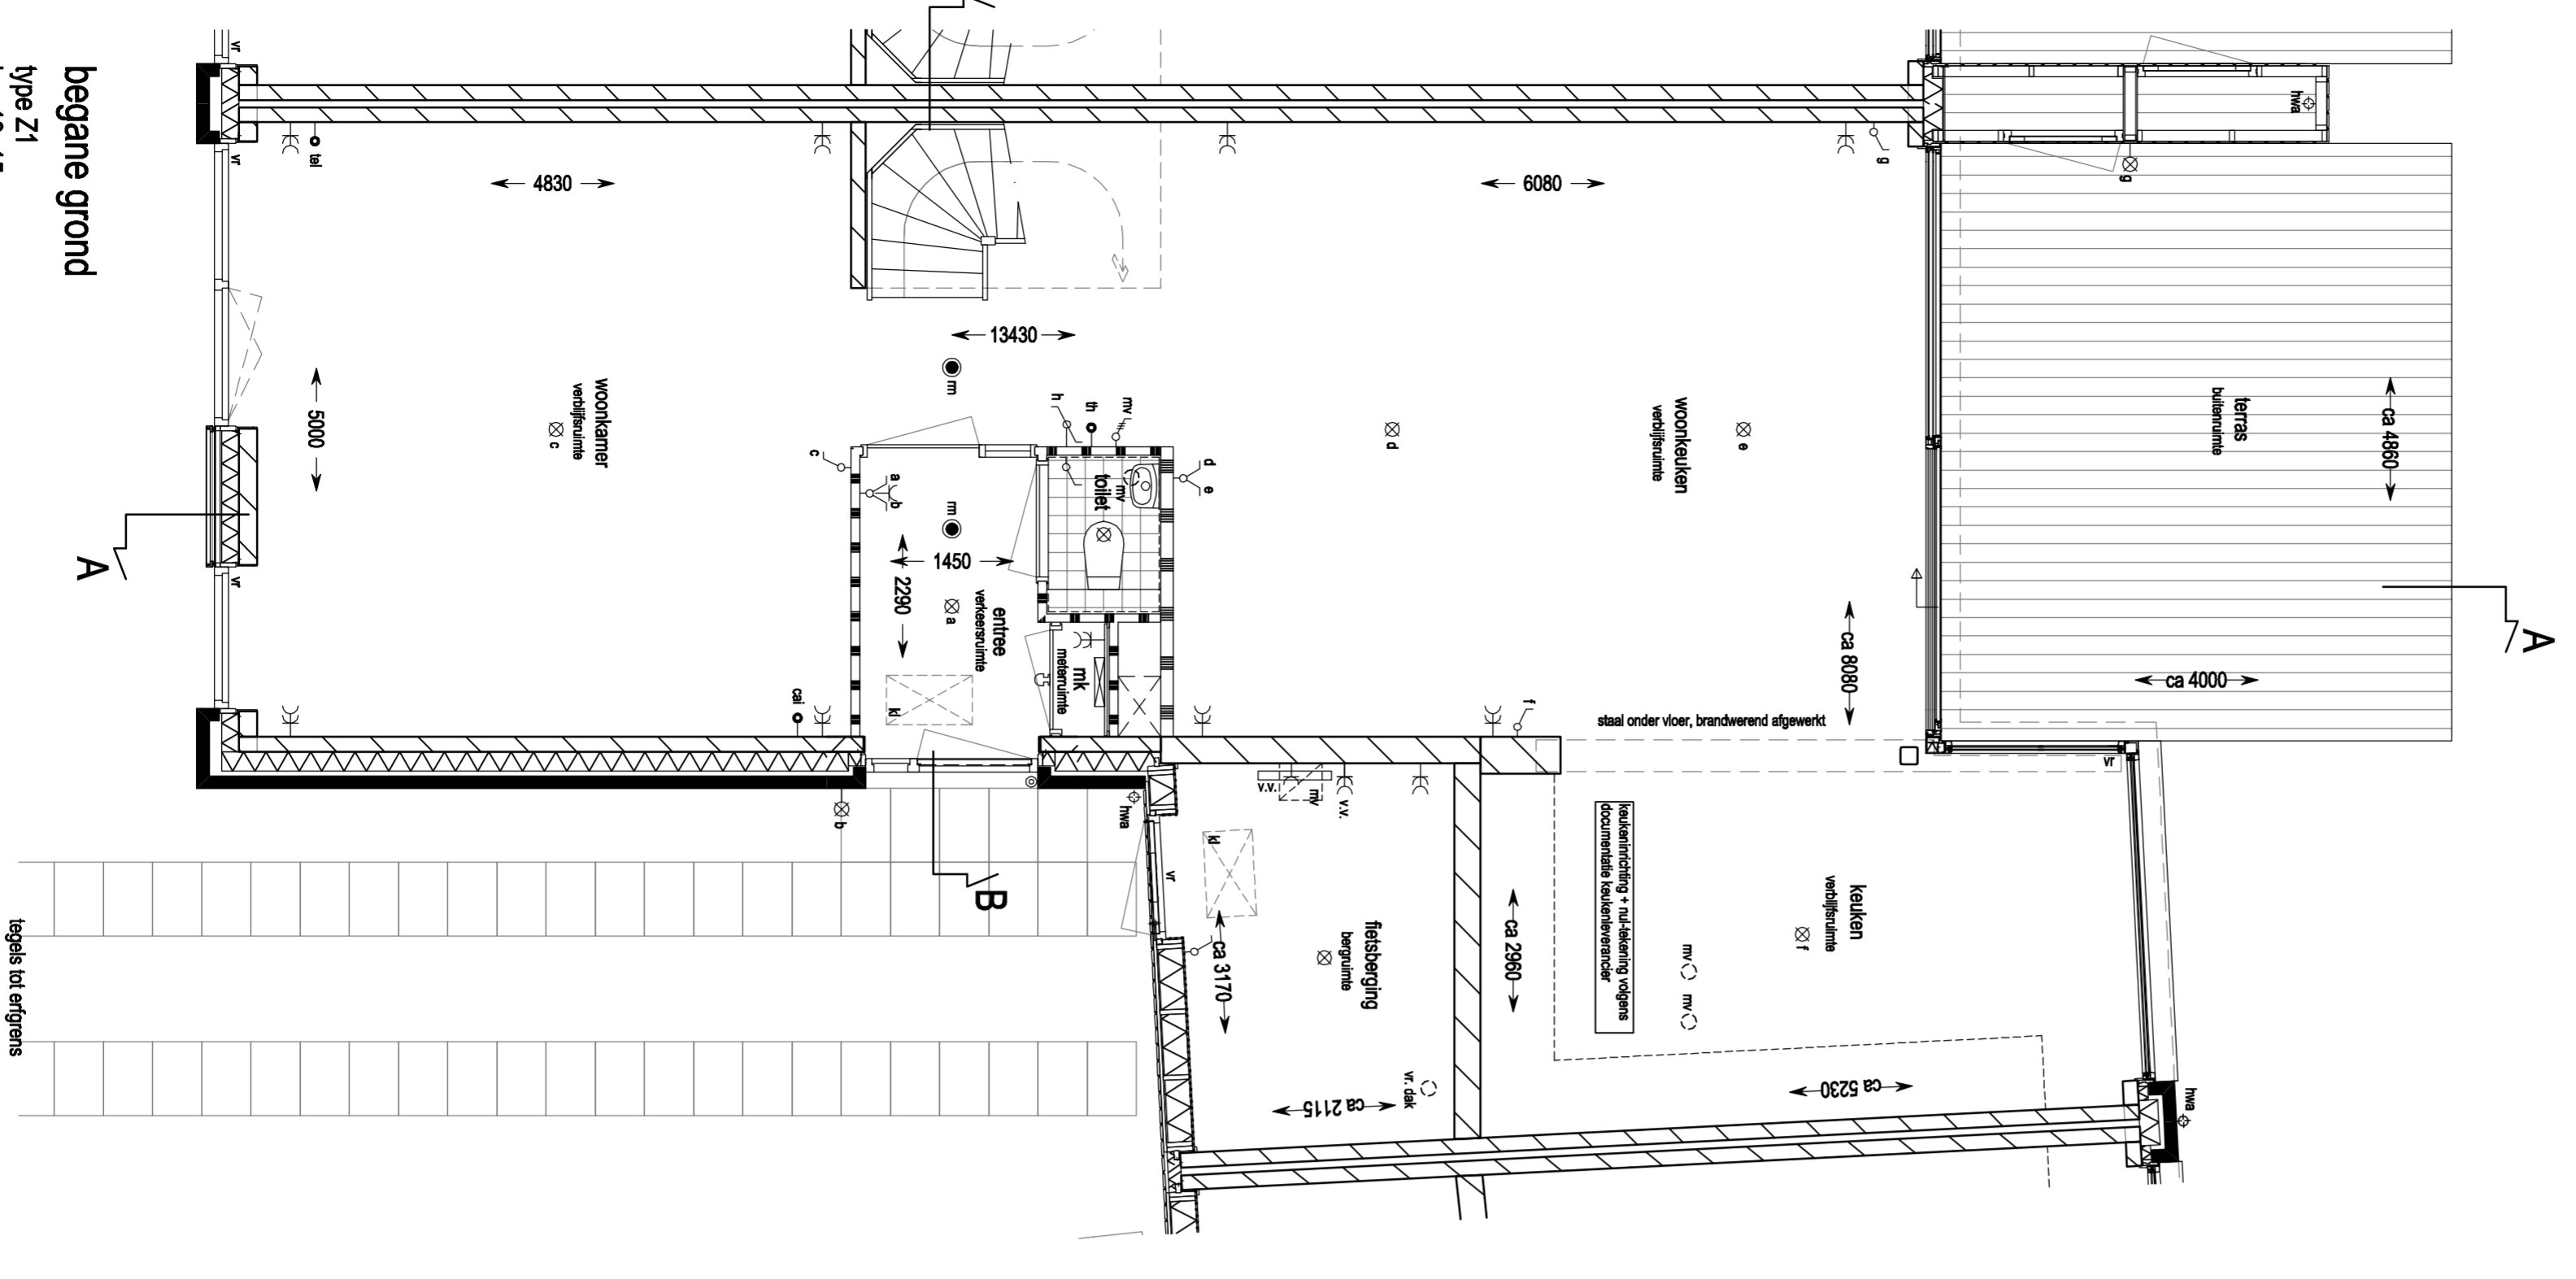 begane grond
type Z1
vr
vr
tel
4830
6080
g
hwa
g
13430
rm
5000
woonkamer
verblijfsruimte
c
c
h
th
mv
d
e
toilet
mv
a
b
rm
1450
2290
a
entree
verkeersruimte
mk
meterruimte
kl
cai
vr
d
woonkeuken
verblijfsruimte
e
terras
buitenruimte
ca 4860
ca 8080
ca 4000
A
A
f
staal onder vloer, brandwerend afgewerkt
vr
b
hwa
B
v.v.
mv
v.v.
kl
vr
ca 3170
fietsberging
bergruimte
ca 2960
keukeninrichting + nul-tekening volgens
documentatie keukenleverancier
keuken
verblijfsruimte
f
mv
mv
vr. dak
ca 2115
ca 5230
hwa
tegels tot erfgrens